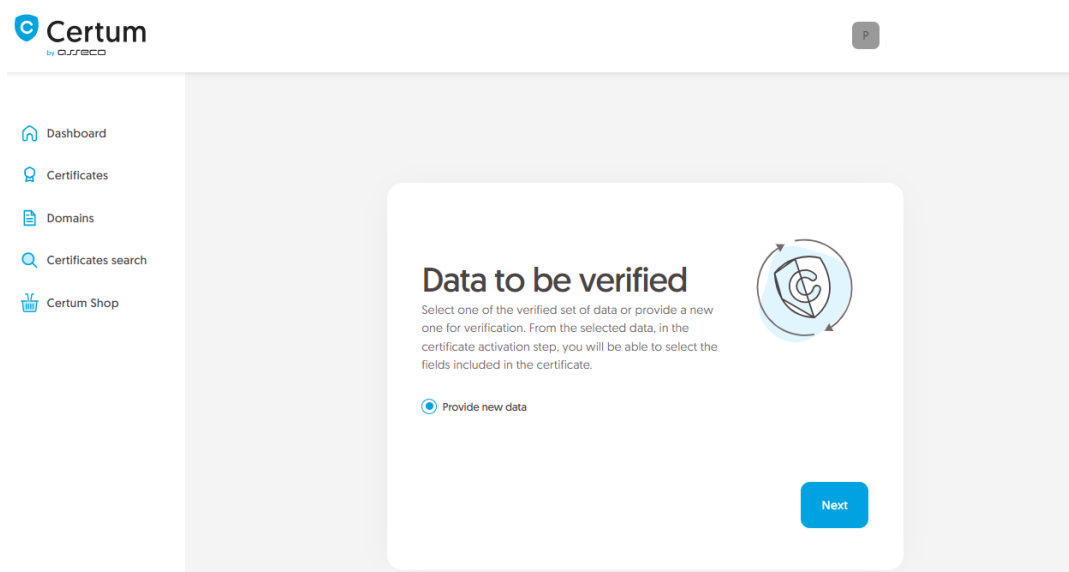 Certum
by asseco
P
Dashboard
Certificates
Domains
Certificates search
Certum Shop
Data to be verified
Select one of the verified set of data or provide a new
one for verification. From the selected data, in the
certificate activation step, you will be able to select the
fields included in the certificate.
Provide new data
Next